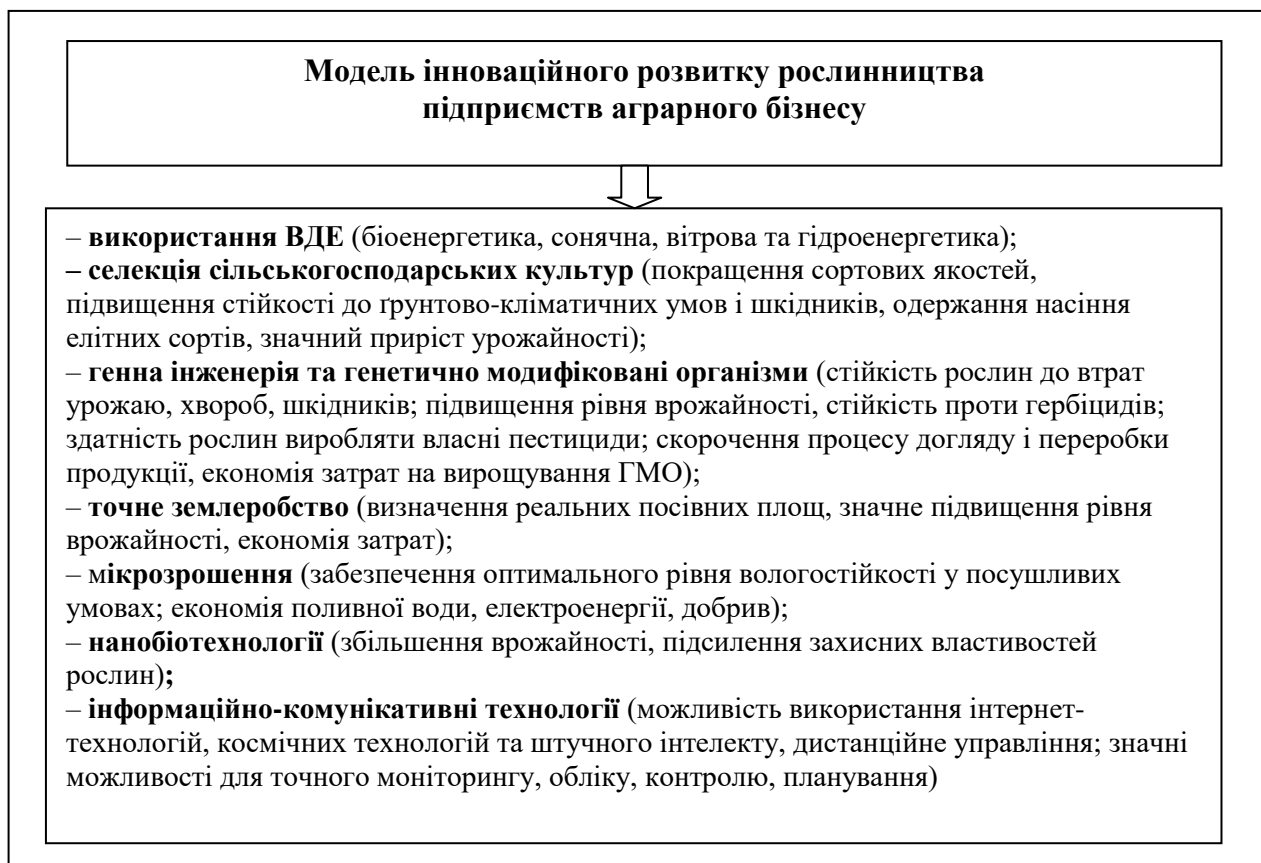 Модель інноваційного розвитку рослинництва
підприємств аграрного бізнесу
– використання ВДЕ (біоенергетика, сонячна, вітрова та гідроенергетика);
– селекція сільськогосподарських культур (покращення сортових якостей,
підвищення стійкості до ґрунтово-кліматичних умов і шкідників, одержання насіння
елітних сортів, значний приріст урожайності);
– генна інженерія та генетично модифіковані організми (стійкість рослин до втрат
урожаю, хвороб, шкідників; підвищення рівня врожайності, стійкість проти гербіцидів;
здатність рослин виробляти власні пестициди; скорочення процесу догляду і переробки
продукції, економія затрат на вирощування ГМО);
– точне землеробство (визначення реальних посівних площ, значне підвищення рівня
врожайності, економія затрат);
– мікрозрошення (забезпечення оптимального рівня вологостійкості у посушливих
умовах; економія поливної води, електроенергії, добрив);
– нанобіотехнології (збільшення врожайності, підсилення захисних властивостей
рослин);
– інформаційно-комунікативні технології (можливість використання інтернет-
технологій, космічних технологій та штучного інтелекту, дистанційне управління; значні
можливості для точного моніторингу, обліку, контролю, планування)